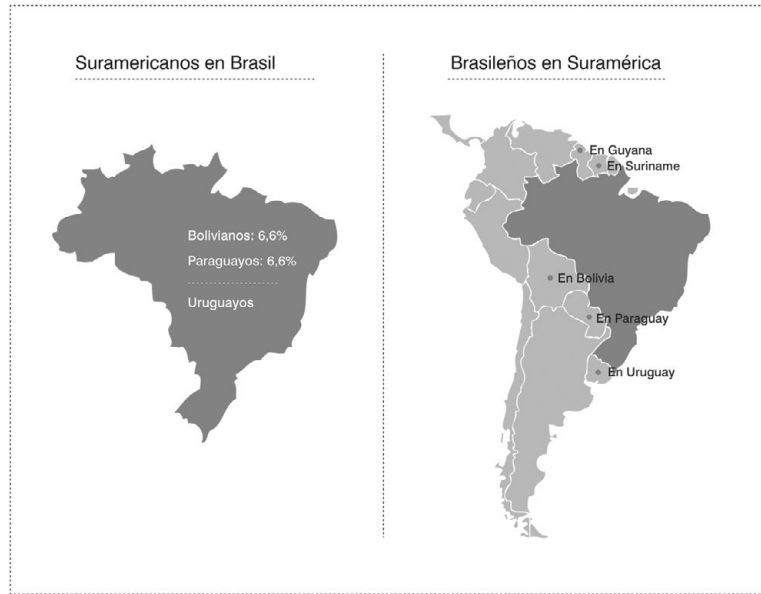 Suramericanos en Brasil
Bolivianos: 6,6%
Paraguayos: 6,6%
Uruguayos
Brasileños en Suramérica
En Guyana
En Suriname
En Bolivia
En Paraguay
En Uruguay